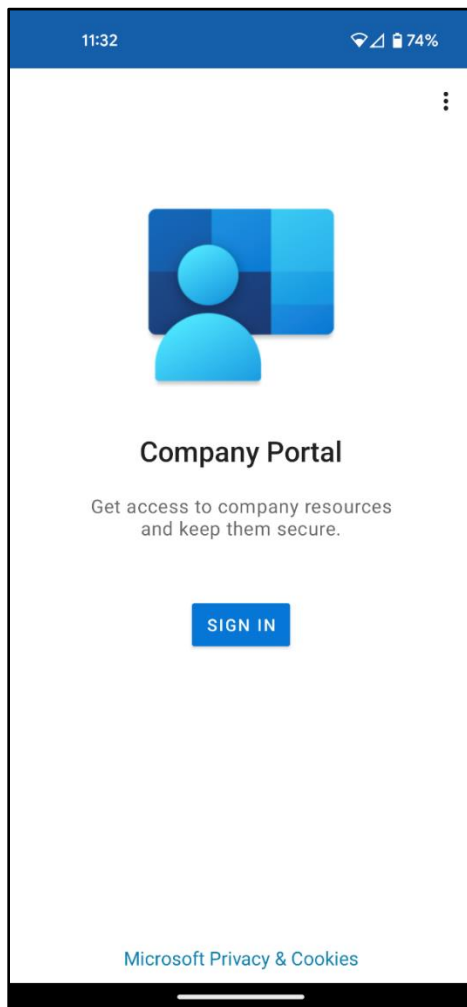 11:32 74%
Company Portal
Get access to company resources
and keep them secure.
SIGN IN
Microsoft Privacy & Cookies